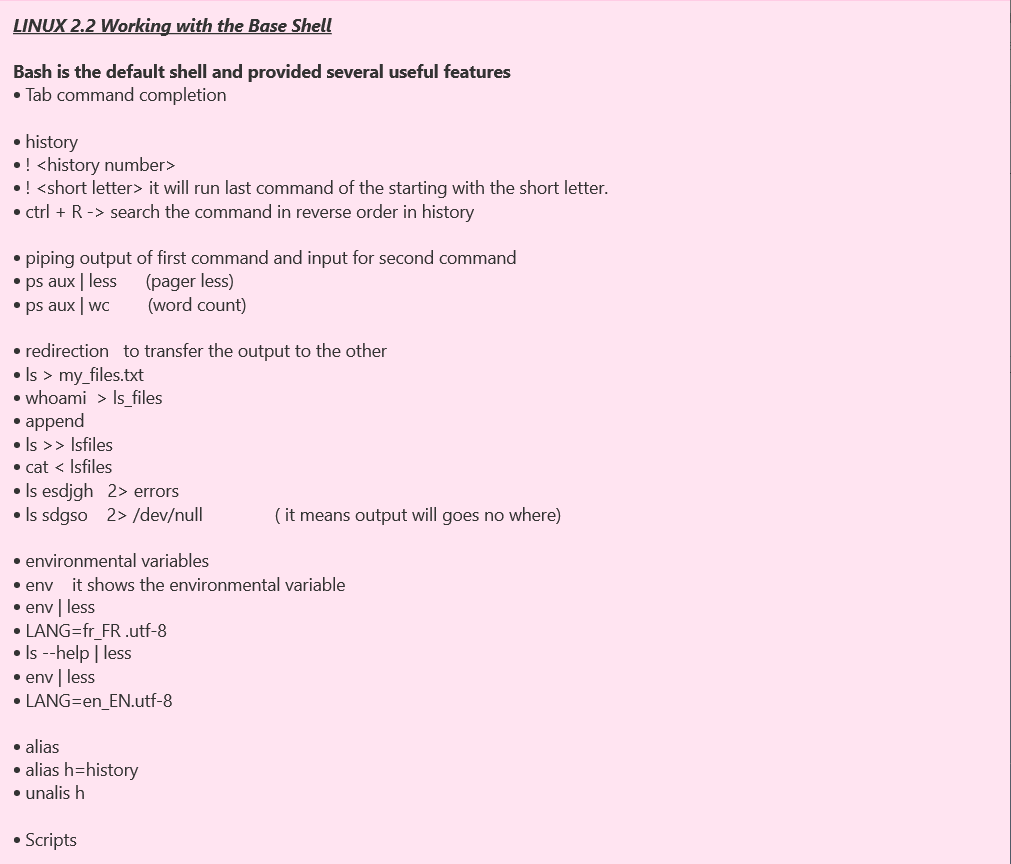 LINUX 2.2 Working with the Base Shell
Bash is the default shell and provided several useful features
• Tab command completion
• history
• ! <history number>
• ! <short letter> it will run last command of the starting with the short letter.
• ctrl + R -> search the command in reverse order in history
• piping output of first command and input for second command
• ps aux | less (pager less)
• ps aux | wc (word count)
• redirection to transfer the output to the other
• ls > my_files.txt
• whoami > ls_files
• append
• ls >> lsfiles
• cat < lsfiles
• ls esdjgh 2> errors
• ls sdgso 2> /dev/null ( it means output will goes no where)
• environmental variables
• env it shows the environmental variable
• env | less
• LANG=fr_FR .utf-8
• ls --help | less
• env | less
• LANG=en_EN.utf-8
• alias
• alias h=history
• unalis h
• Scripts